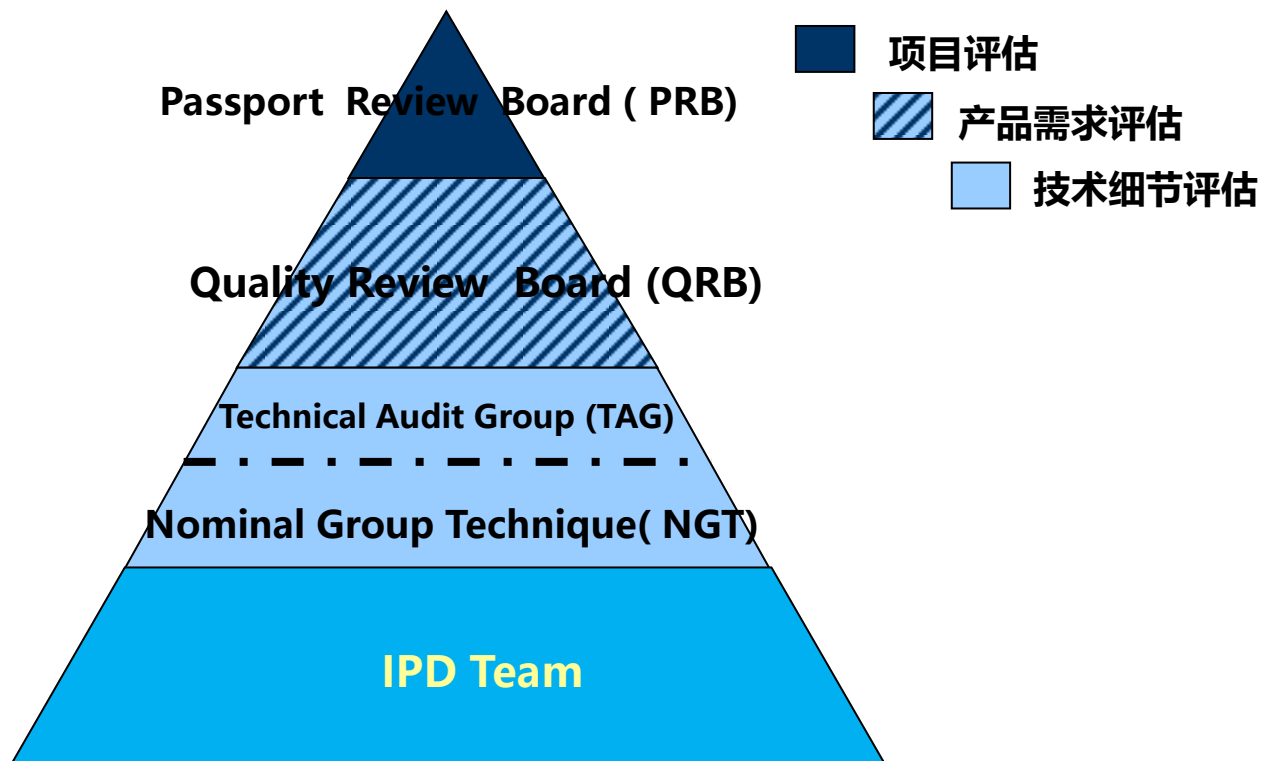 项目评估
Passport Review Board ( PRB)
产品需求评估
技术细节评估
Quality Review Board (QRB)
Technical Audit Group (TAG)
Nominal Group Technique( NGT)
IPD Team